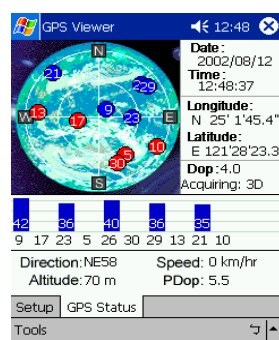 GPS Viewer 12:48
N
21
2
29
9
13
17
23
W
E
10
5
30
S
Date:
2002/08/12
Time:
12:48:37
Longitude:
N 25' 1'45.4"
Latitude:
E 121'28'23.3
Dop:4.0
Acquiring: 3D
42 36 40 36 35
9 17 23 5 26 30 29 13 21 10
Direction:NE58 Speed: 0 km/hr
Altitude:70 m PDop: 5.5
Setup GPS Status
Tools